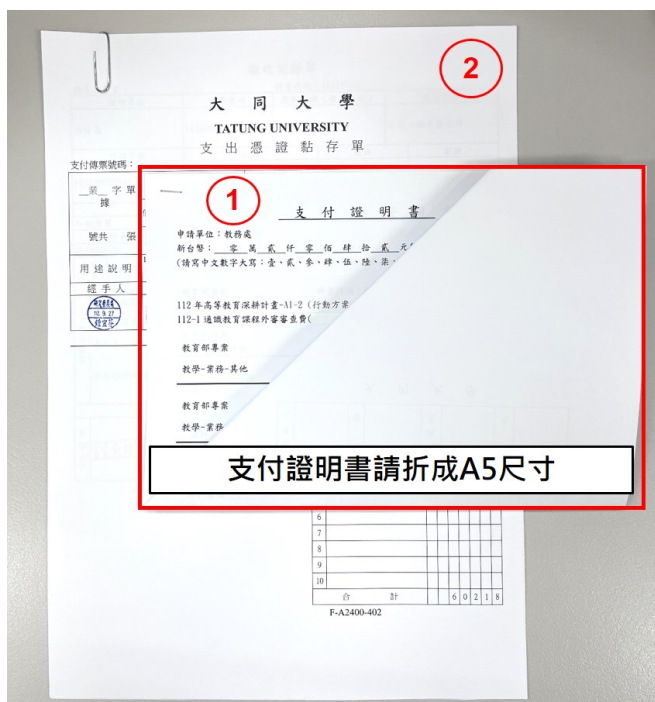 2
大同大學
TATUNG UNIVERSITY
支出憑證黏存單
支付傳票號碼：
業 字單
據
號共 張
用途說明
經手人
1
支付證明書
申請單位：教務處
新台幣： 零 萬 貳 仟 零 佰 肆 拾 貳 元
(請寫中文數字大寫：壹、貳、參、肆、伍、陸、柒、
112 年高等教育深耕計畫-A1-2 (行動方案
112-1 通識教育課程外審審查費(
教育部專案
教學-業務-其他
教育部專案
教學-業務
支付證明書請折成A5尺寸
6
7
8
9
10
合 計 6 0 2 1 8
F-A2400-402